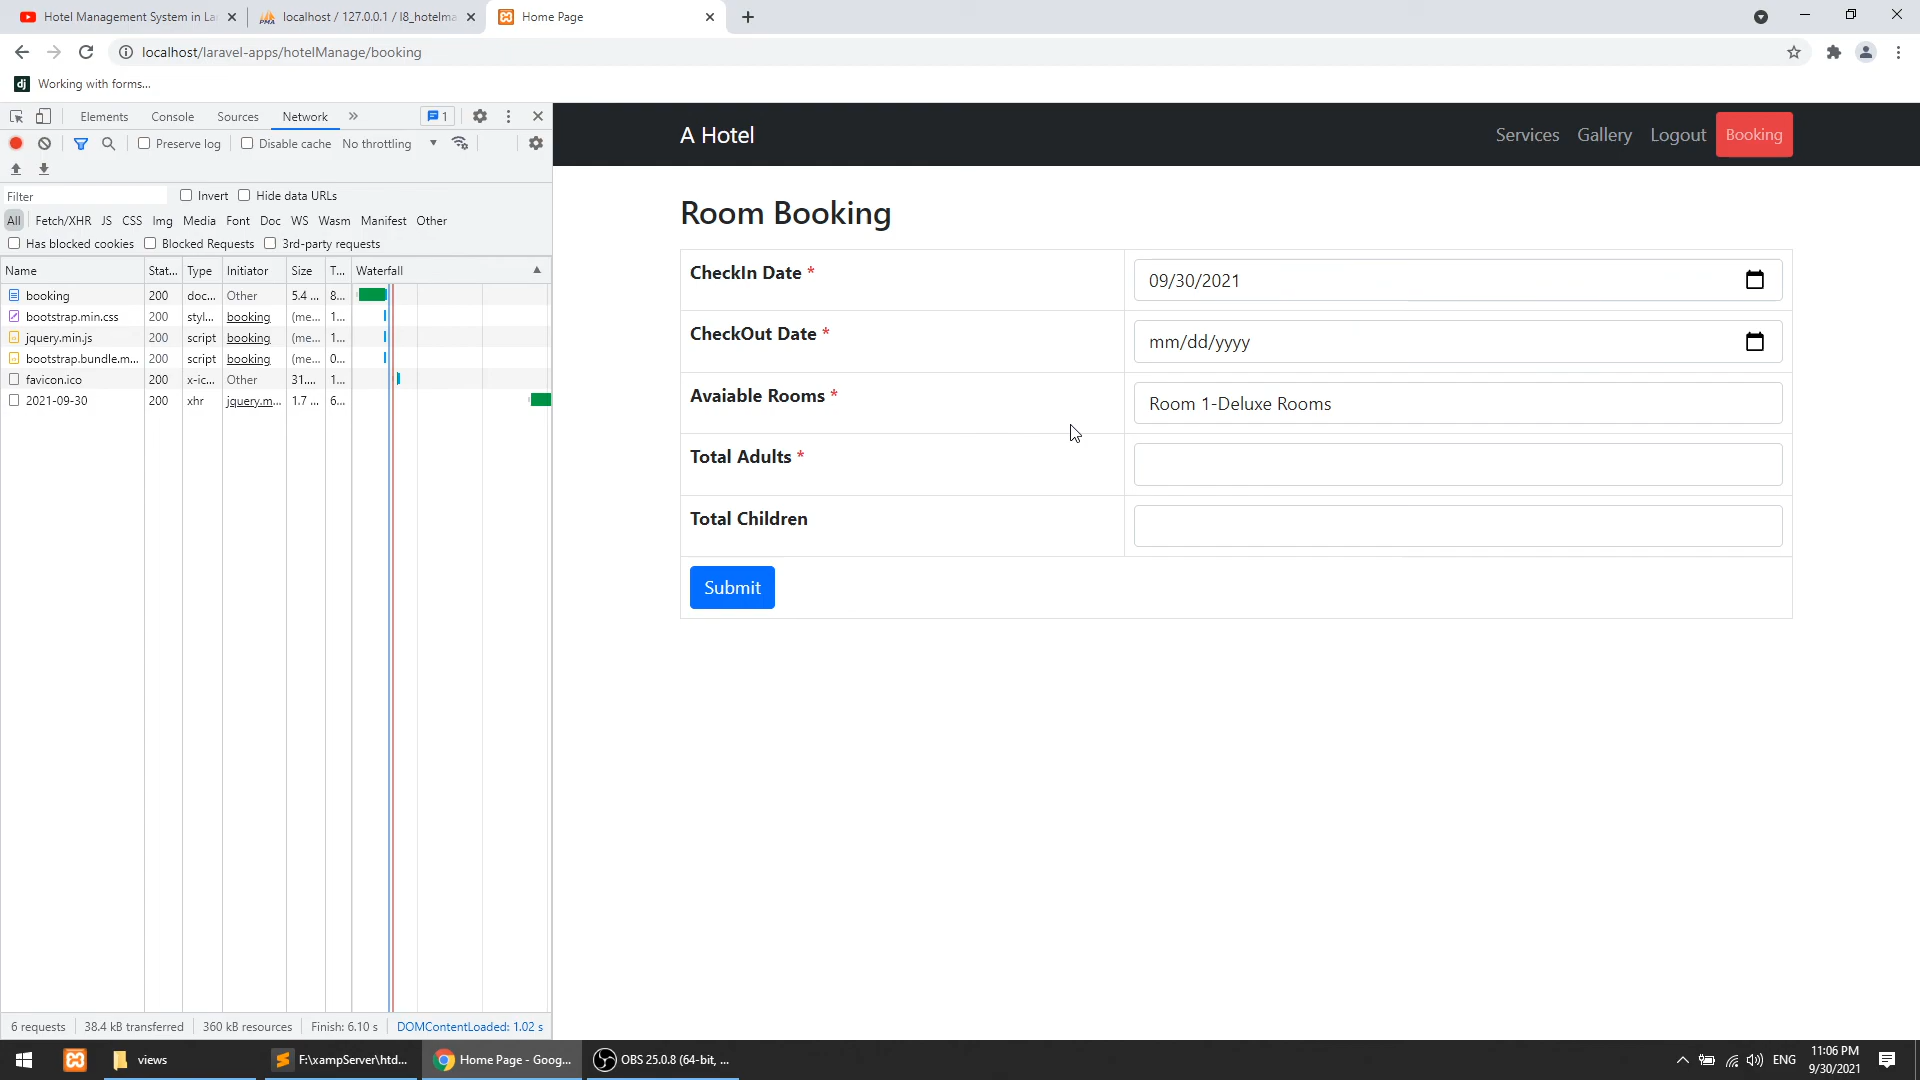 Hotel Management System in La
localhost / 127.0.0.1 / l8_hotelma
Home Page
localhost/laravel-apps/hotelManage/booking
dj Working with forms...
Elements Console Sources Network 1
Preserve log Disable cache No throttling
Filter Invert Hide data URLs
All Fetch/XHR JS CSS Img Media Font Doc WS Wasm Manifest Other
Has blocked cookies Blocked Requests 3rd-party requests
Name Stat... Type Initiator Size T... Waterfall
booking 200 doc... Other 5.4 ... 8...
bootstrap.min.css 200 styl... booking (me... 1...
jquery.min.js 200 script booking (me... 1...
bootstrap.bundle.m... 200 script booking (me... 0...
favicon.ico 200 x-ic... Other 31.... 1...
2021-09-30 200 xhr jquery.m... 1.7 ... 6...
6 requests 38.4 kB transferred 360 kB resources Finish: 6.10 s DOMContentLoaded: 1.02 s
A Hotel
Services Gallery Logout Booking
Room Booking
CheckIn Date * 09/30/2021
CheckOut Date * mm/dd/yyyy
Avaiable Rooms * Room 1-Deluxe Rooms
Total Adults *
Total Children
Submit
views
F:\xampServer\htd...
Home Page - Goog...
OBS 25.0.8 (64-bit, ...
ENG
11:06 PM
9/30/2021